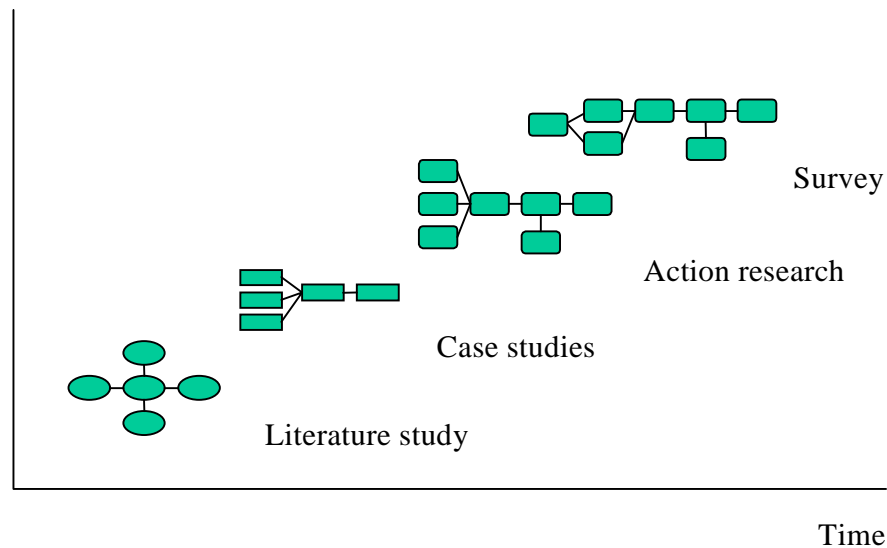 Survey
Action research
Case studies
Literature study
Time